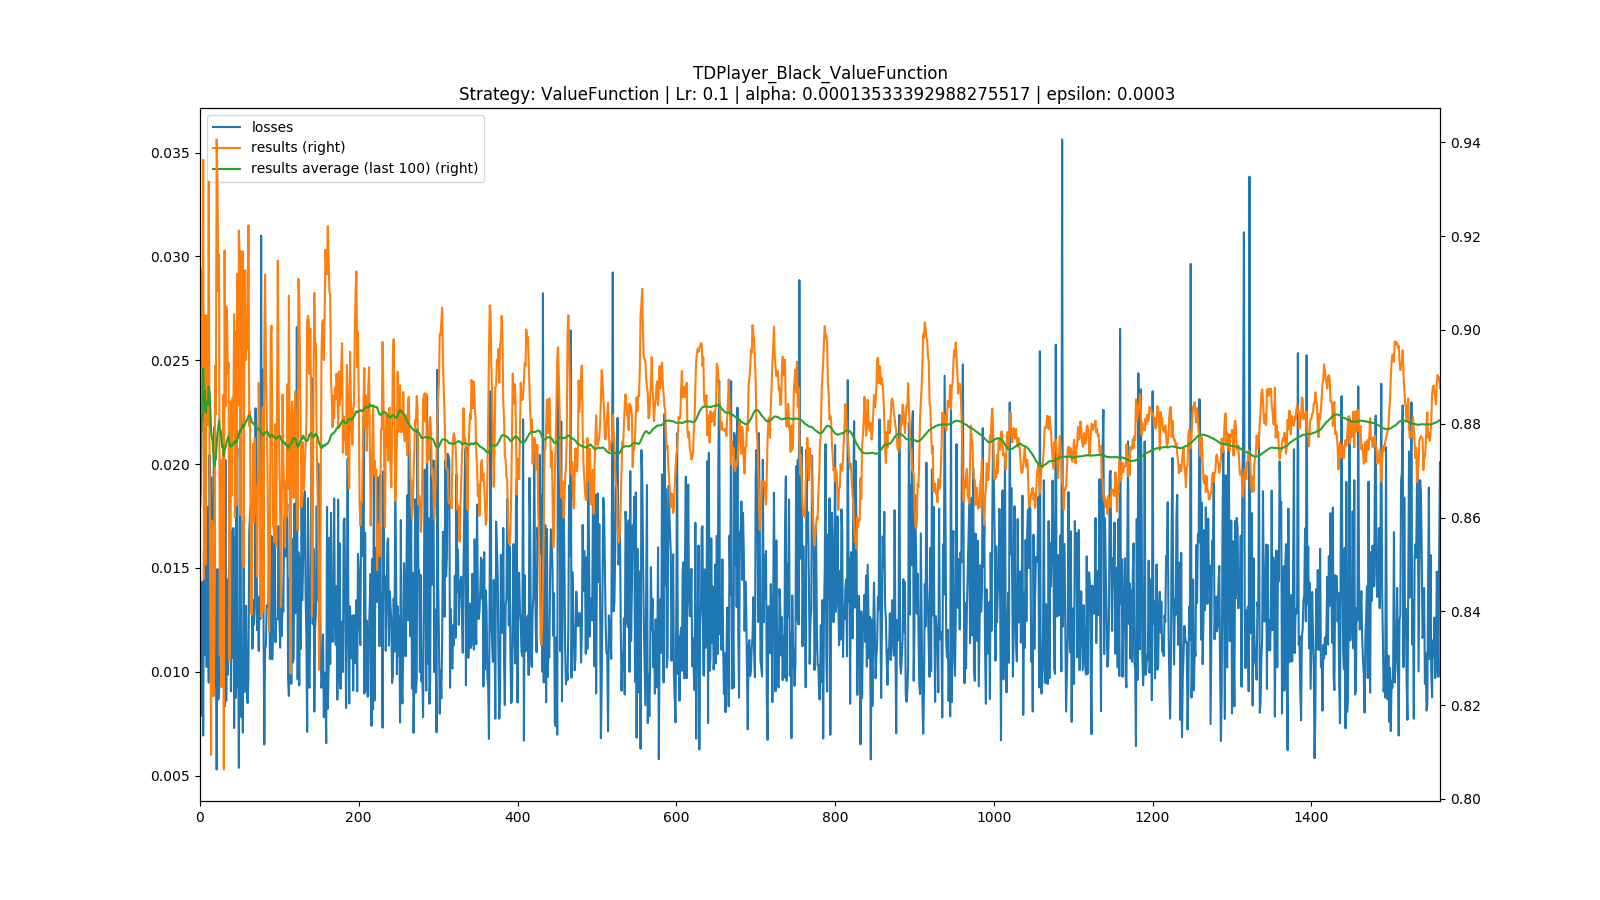 TDPlayer_Black_ValueFunction
Strategy: ValueFunction | Lr: 0.1 | alpha: 0.00013533392988275517 | epsilon: 0.0003
losses
results (right)
results average (last 100) (right)
0.035
0.030
0.025
0.020
0.015
0.010
0.005
0.94
0.92
0.90
0.88
0.86
0.84
0.82
0.80
0 200 400 600 800 1000 1200 1400